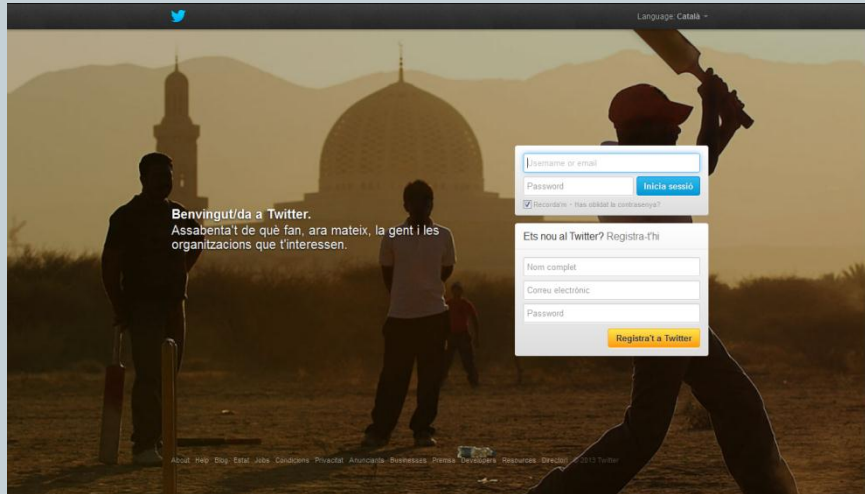 Language: Català
Benvingut/da a Twitter.
Assabenta't de què fan, ara mateix, la gent i les
organitzacions que t'interessen.
Username or email
Password
Inicia sessió
Recorda'm · Has oblidat la contrasenya?
Ets nou al Twitter? Registra-t'hi
Nom complet
Correu electrònic
Password
Registra't a Twitter
About Help Blog Estat Jobs Condicions Privacitat Anunciants Businesses Premsa Developers Resources Directori © 2013 Twitter